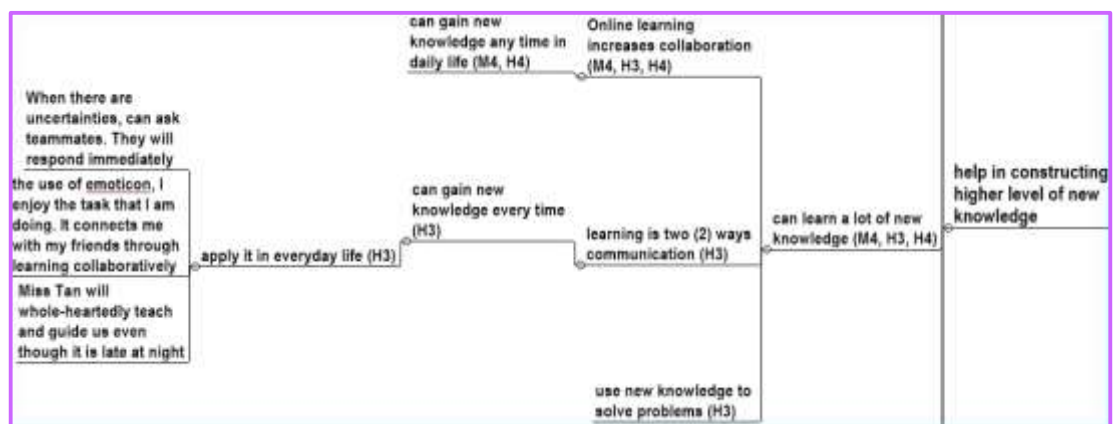 can gain new
knowledge any time in
daily life (M4, H4)
Online learning
increases collaboration
(M4, H3, H4)
When there are
uncertainties, can ask
teammates. They will
respond immediately
the use of emoticon, I
enjoy the task that I am
doing. It connects me
with my friends through
learning collaboratively
Miss Tan will
whole-heartedly teach
and guide us even
though it is late at night
apply it in everyday life (H3)
can gain new
knowledge every time
(H3)
learning is two (2) ways
communication (H3)
use new knowledge to
solve problems (H3)
can learn a lot of new
knowledge (M4, H3, H4)
help in constructing
higher level of new
knowledge